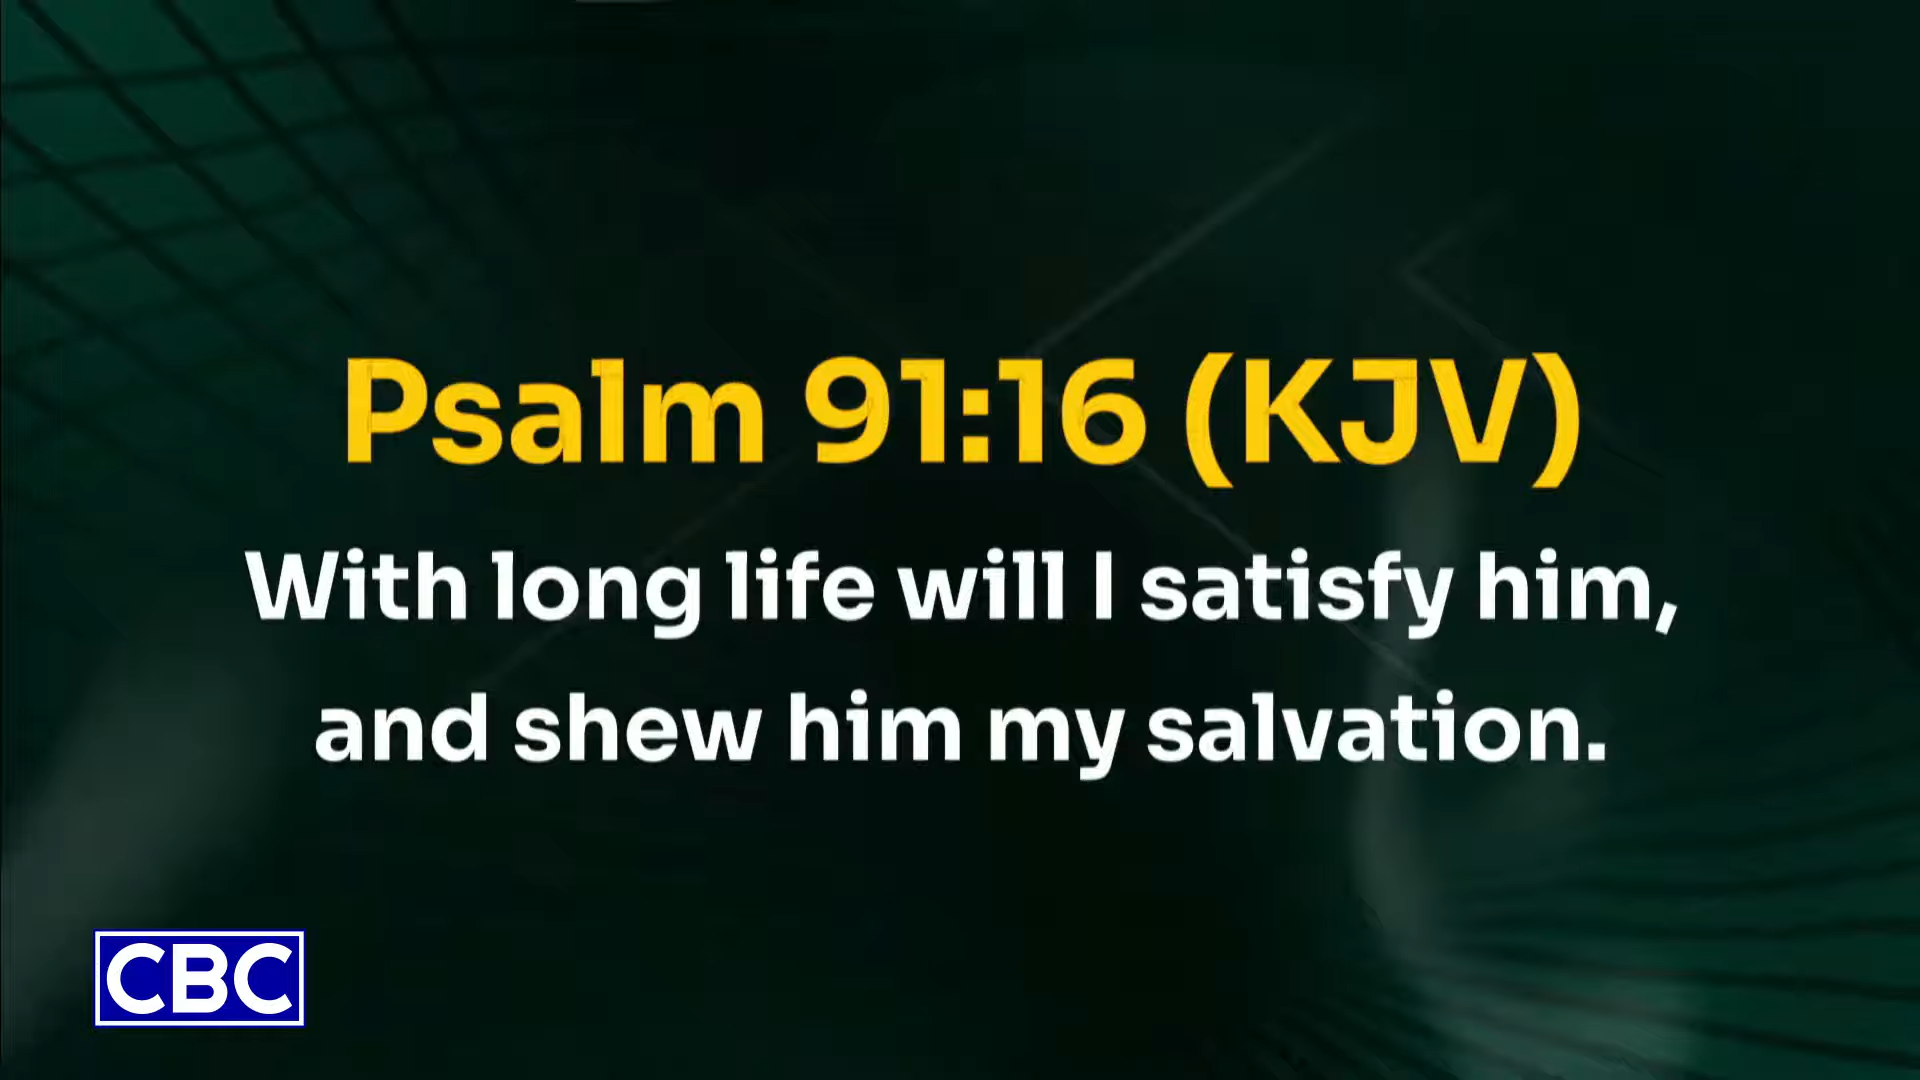 Psalm 91:16 (KJV)
With long life will I satisfy him,
and shew him my salvation.
CBC